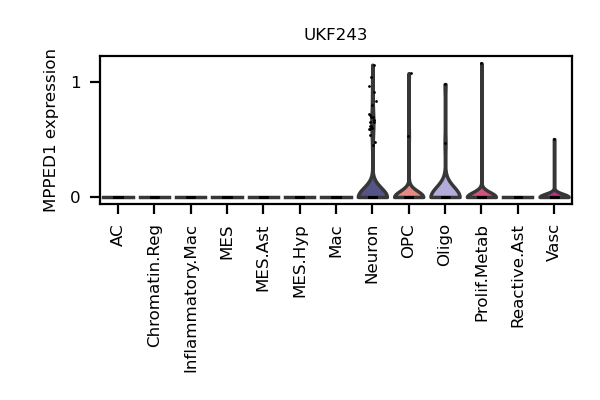 UKF243
MPPED1 expression
1
0
AC
Chromatin.Reg
Inflammatory.Mac
MES
MES.Ast
MES.Hyp
Mac
Neuron
OPC
Oligo
Prolif.Metab
Reactive.Ast
Vasc